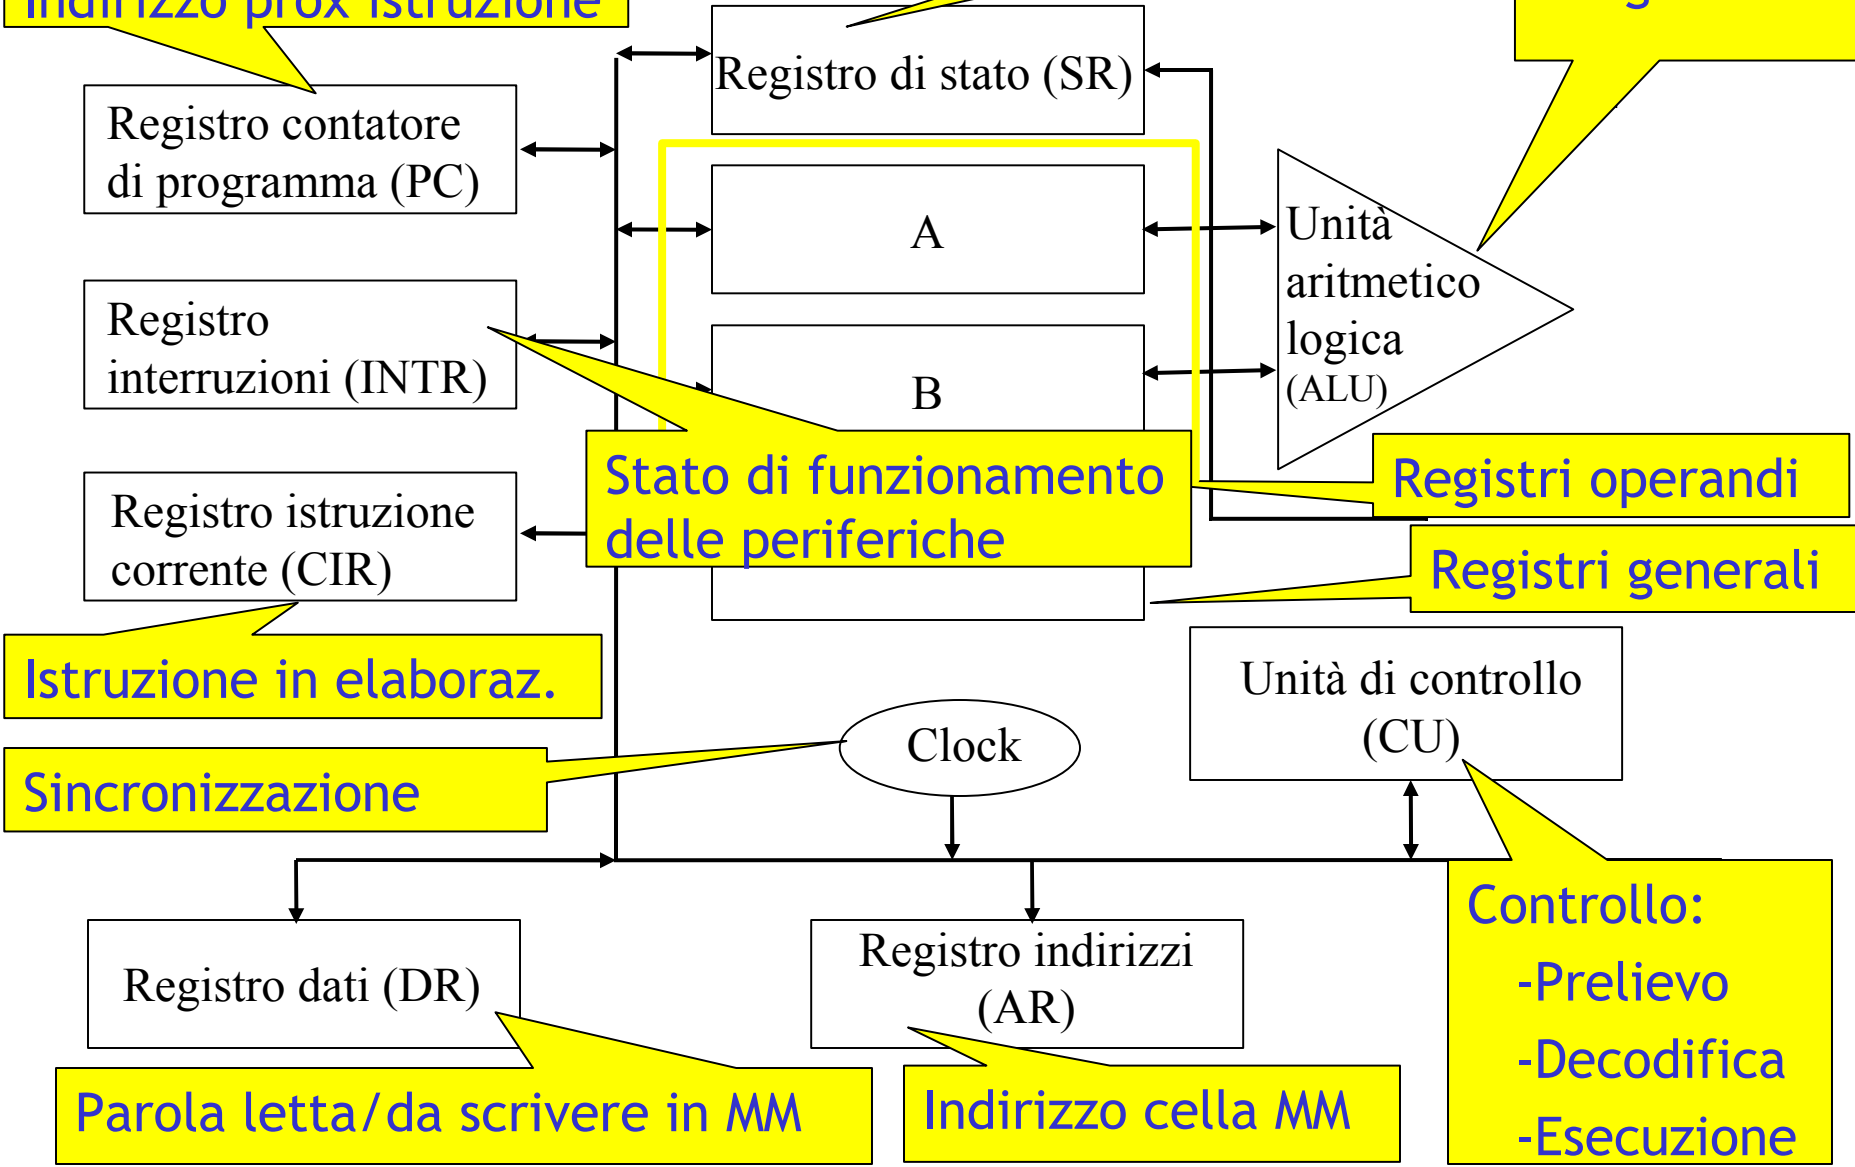 Indirizzo prox istruzione
Registro di stato (SR)
Registro contatore
di programma (PC)
A
Unità
aritmetico
logica
(ALU)
Registro
interruzioni (INTR)
B
Stato di funzionamento
delle periferiche
Registri operandi
Registro istruzione
corrente (CIR)
Registri generali
Istruzione in elaboraz.
Unità di controllo
(CU)
Clock
Sincronizzazione
Controllo:
-Prelievo
-Decodifica
-Esecuzione
Registro dati (DR)
Registro indirizzi
(AR)
Parola letta/da scrivere in MM
Indirizzo cella MM